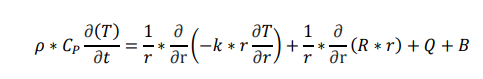 ρ * C_P ∂(T)/∂t = 1/r * ∂/∂r (−k * r ∂T/∂r) + 1/r * ∂/∂r (R * r) + Q + B